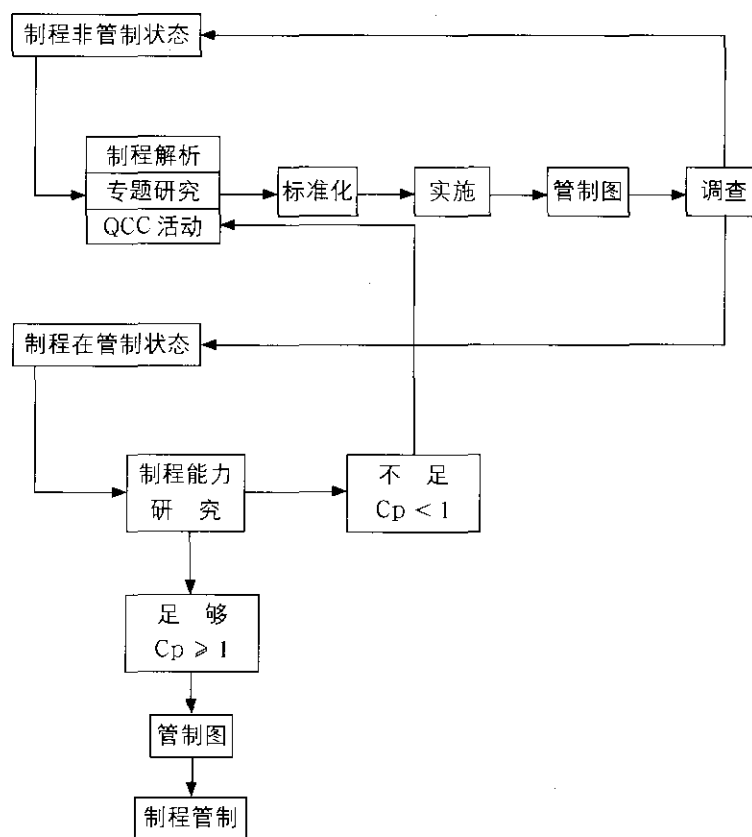 制程非管制状态
制程解析
专题研究
QCC 活动
标准化
实施
管制图
调查
制程在管制状态
制程能力
研 究
不 足
Cp < 1
足 够
Cp ⩾ 1
管制图
制程管制